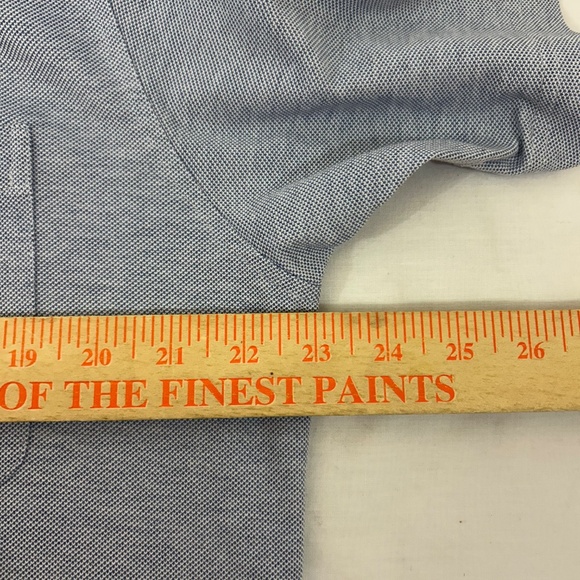 19 20 21 22 23 24 25 26
OF THE FINEST PAINTS